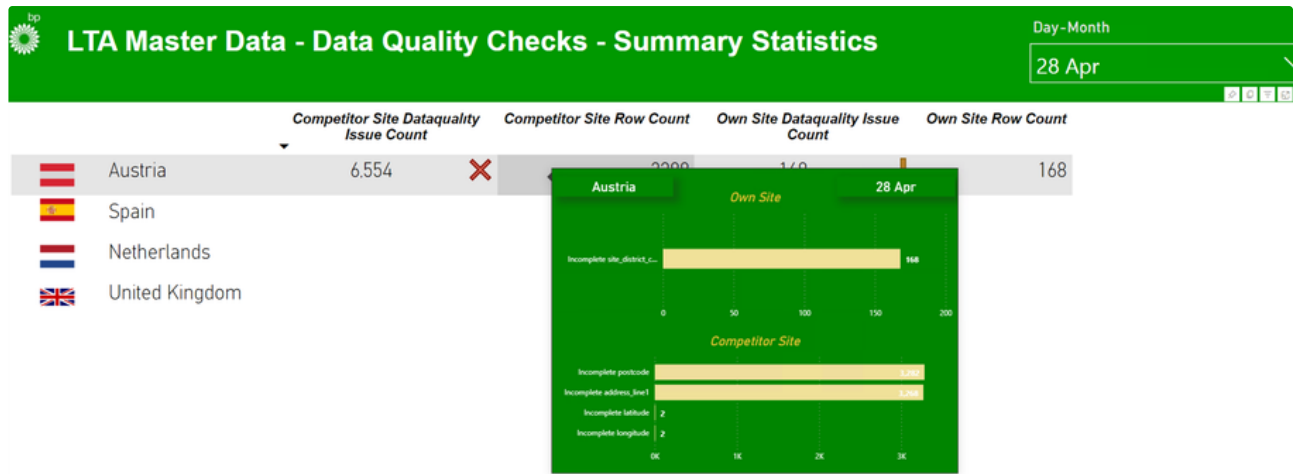 bp
LTA Master Data - Data Quality Checks - Summary Statistics
Day-Month
28 Apr
Competitor Site Dataquality Issue Count
Competitor Site Row Count
Own Site Dataquality Issue Count
Own Site Row Count
Austria 6.554 168
Spain
Netherlands
United Kingdom
Austria 28 Apr
Own Site
Incomplete site_district_c... 168
0 50 100 150 200
Competitor Site
Incomplete postcode
Incomplete address_line1
Incomplete latitude 2
Incomplete longitude 2
0K 1K 2K 3K